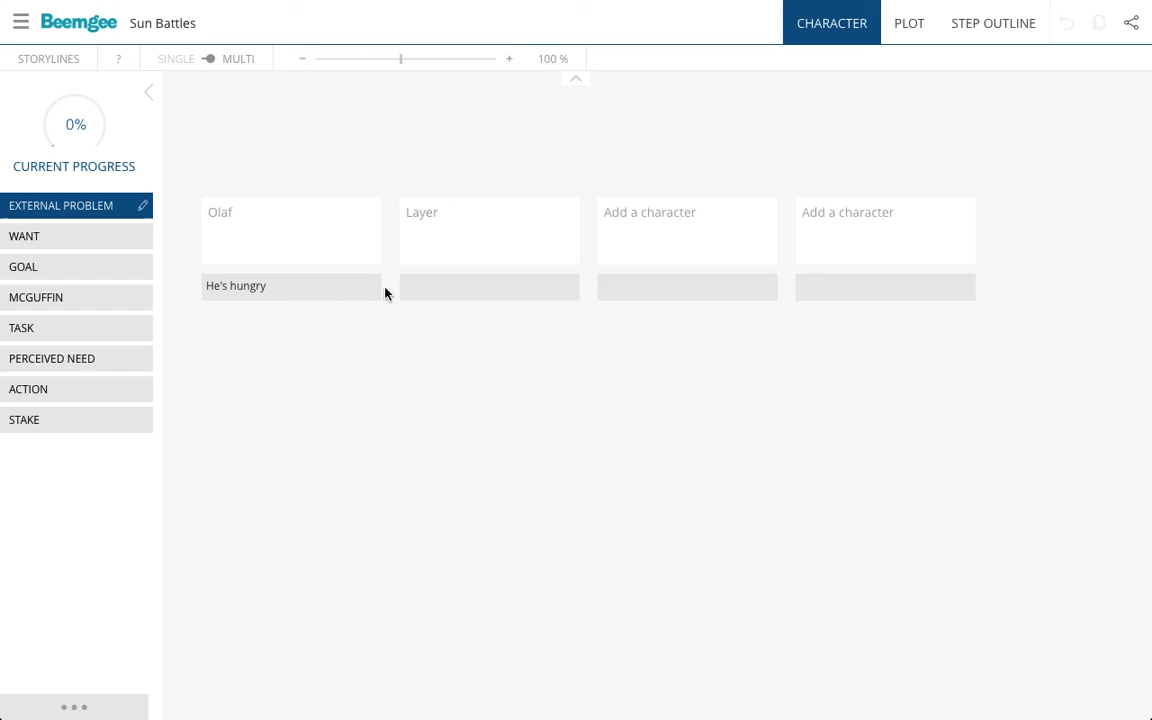 Beemgee Sun Battles CHARACTER PLOT STEP OUTLINE
STORYLINES ? SINGLE MULTI − + 100 %
0%
CURRENT PROGRESS
EXTERNAL PROBLEM
WANT
GOAL
MCGUFFIN
TASK
PERCEIVED NEED
ACTION
STAKE
Olaf Layer Add a character Add a character
He's hungry